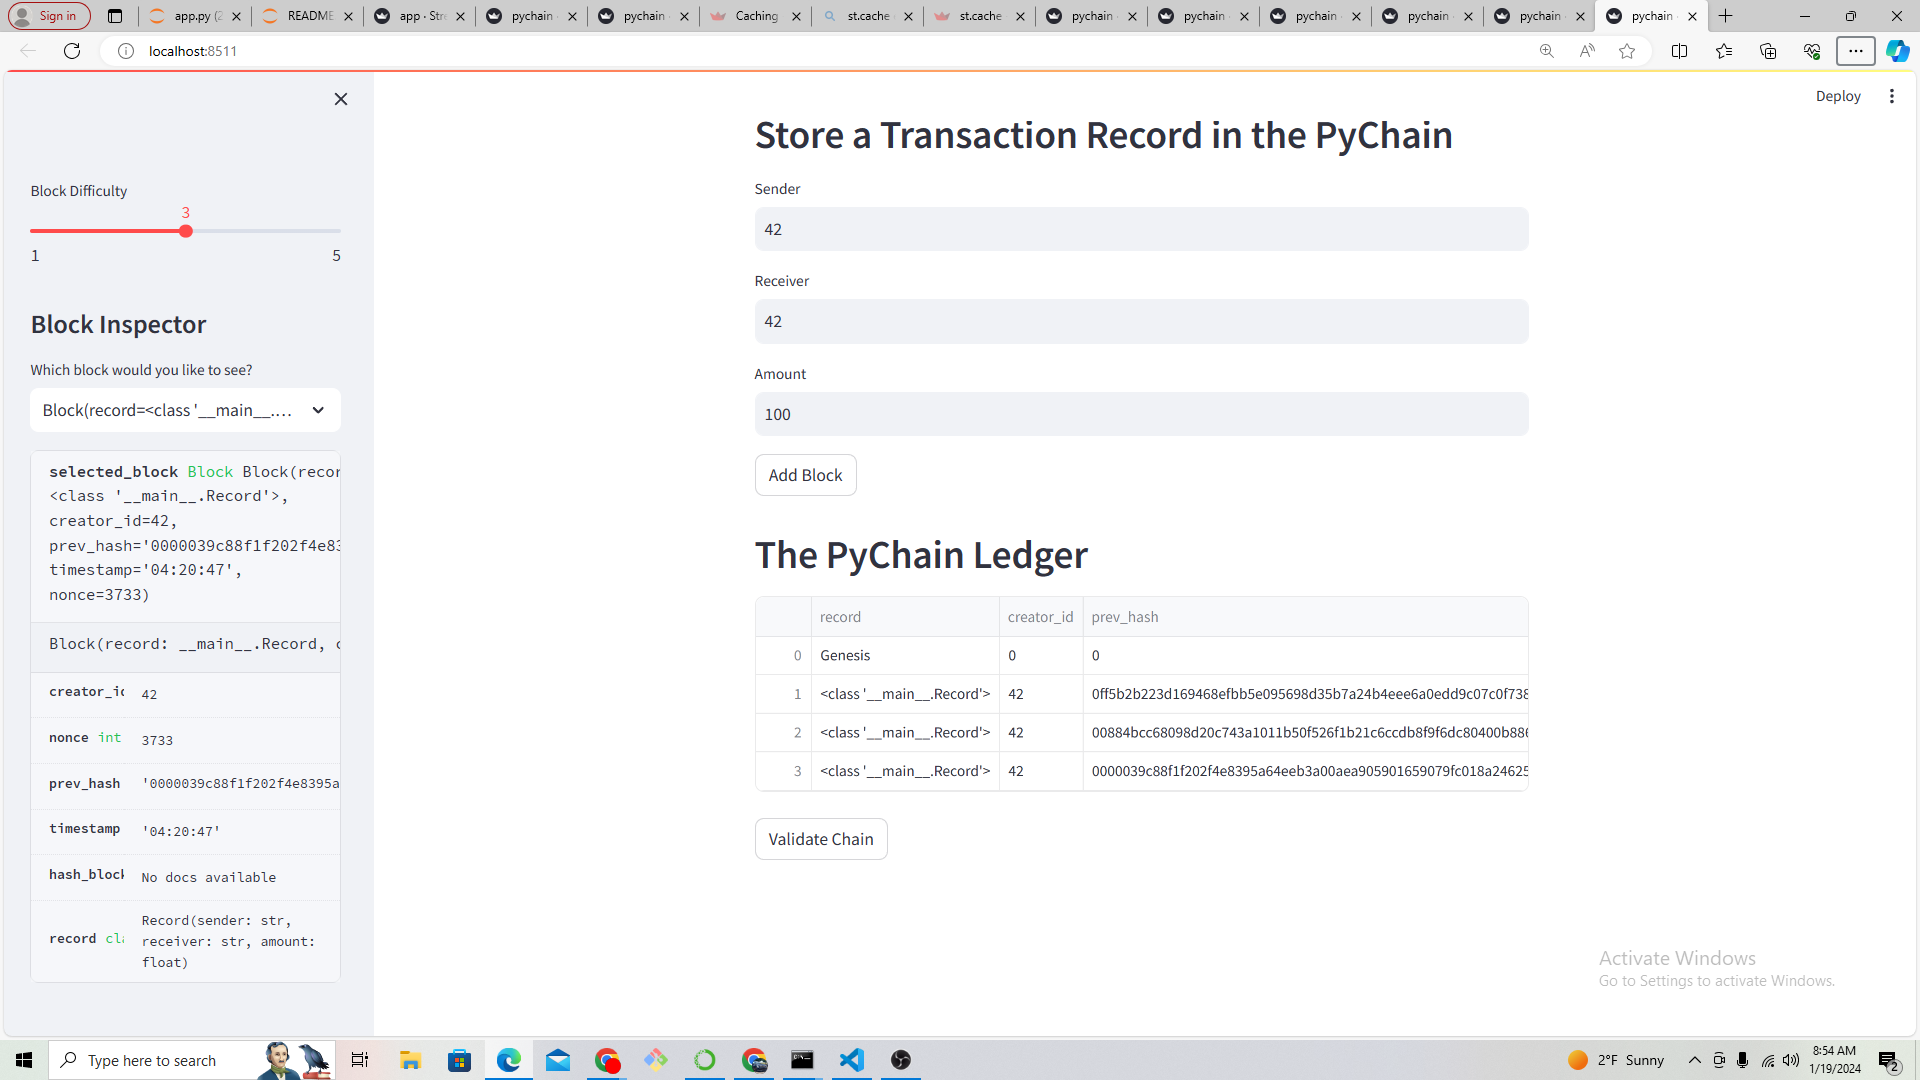 Sign in
app.py (2
README
app · Stre
pychain
pychain
Caching
st.cache
st.cache
pychain
pychain
pychain
pychain
pychain
pychain
localhost:8511
Deploy
Block Difficulty
3
1
5
Block Inspector
Which block would you like to see?
Block(record=<class '__main__....
selected_block Block Block(recor
<class '__main__.Record'>,
creator_id=42,
prev_hash='0000039c88f1f202f4e83
timestamp='04:20:47',
nonce=3733)
Block(record: __main__.Record, c
creator_id
42
nonce int
3733
prev_hash
'0000039c88f1f202f4e8395a
timestamp
'04:20:47'
hash_block
No docs available
record cla
Record(sender: str,
receiver: str, amount:
float)
Store a Transaction Record in the PyChain
Sender
42
Receiver
42
Amount
100
Add Block
The PyChain Ledger
record creator_id prev_hash
0 Genesis 0 0
1 <class '__main__.Record'> 42 0ff5b2b223d169468efbb5e095698d35b7a24b4eee6a0edd9c07c0f738
2 <class '__main__.Record'> 42 00884bcc68098d20c743a1011b50f526f1b21c6ccdb8f9f6dc80400b886
3 <class '__main__.Record'> 42 0000039c88f1f202f4e8395a64eeb3a00aea905901659079fc018a24625
Validate Chain
Activate Windows
Go to Settings to activate Windows.
Type here to search
2°F Sunny
8:54 AM
1/19/2024
2